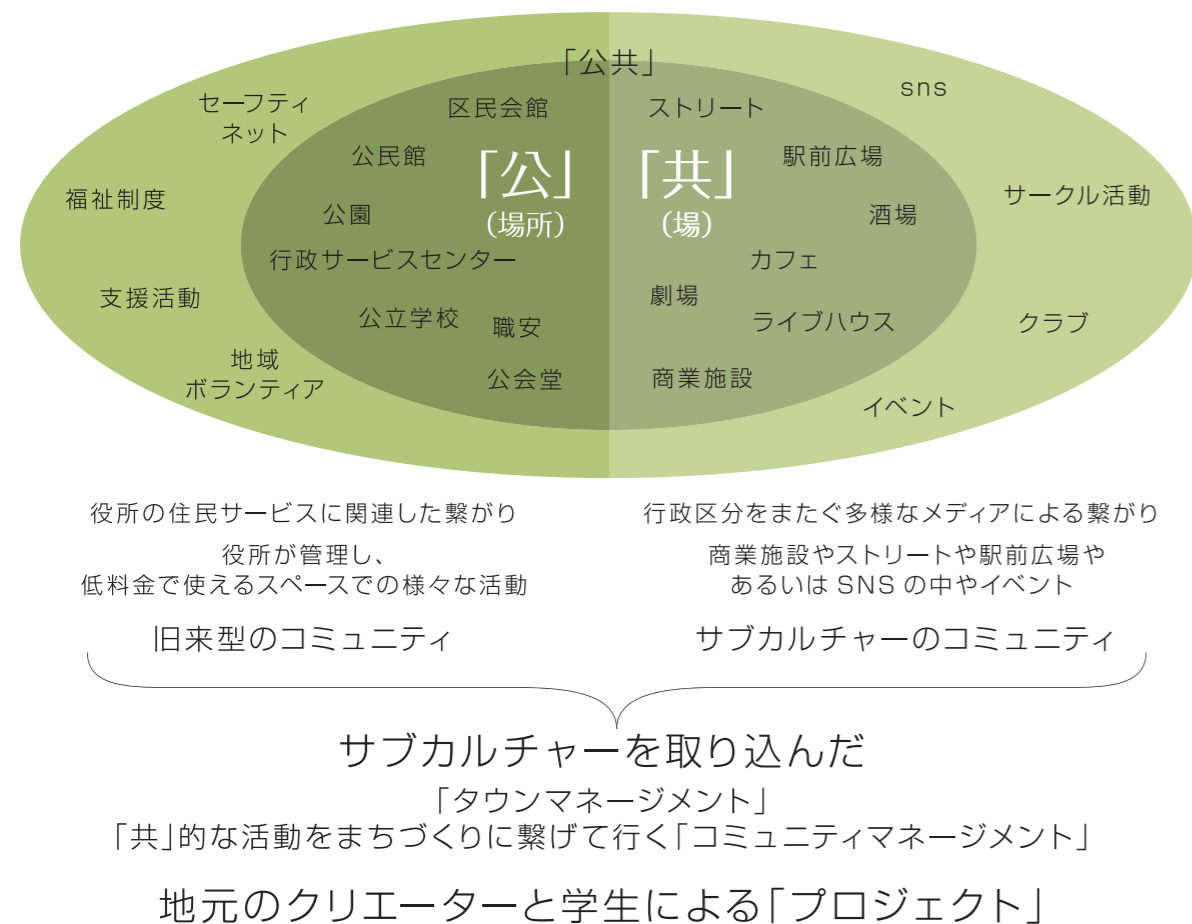 「公共」
セーフティ
ネット
福祉制度
支援活動
地域
ボランティア
区民会館
公民館
公園
行政サービスセンター
公立学校
職安
公会堂
「公」
(場所)
「共」
(場)
ストリート
駅前広場
酒場
カフェ
劇場
ライブハウス
商業施設
sns
サークル活動
クラブ
イベント
役所の住民サービスに関連した繋がり
役所が管理し、
低料金で使えるスペースでの様々な活動
旧来型のコミュニティ
行政区分をまたぐ多様なメディアによる繋がり
商業施設やストリートや駅前広場や
あるいは SNS の中やイベント
サブカルチャーのコミュニティ
サブカルチャーを取り込んだ
「タウンマネージメント」
「共」的な活動をまちづくりに繋げて行く「コミュニティマネージメント」
地元のクリエーターと学生による「プロジェクト」